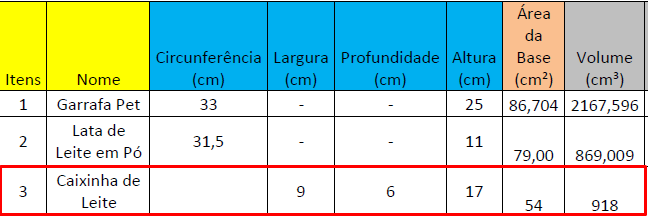 Itens Nome Circunferência (cm) Largura (cm) Profundidade (cm) Altura (cm) Área da Base (cm²) Volume (cm³)
1 Garrafa Pet 33 - - 25 86,704 2167,596
2 Lata de Leite em Pó 31,5 - - 11 79,00 869,009
3 Caixinha de Leite 9 6 17 54 918